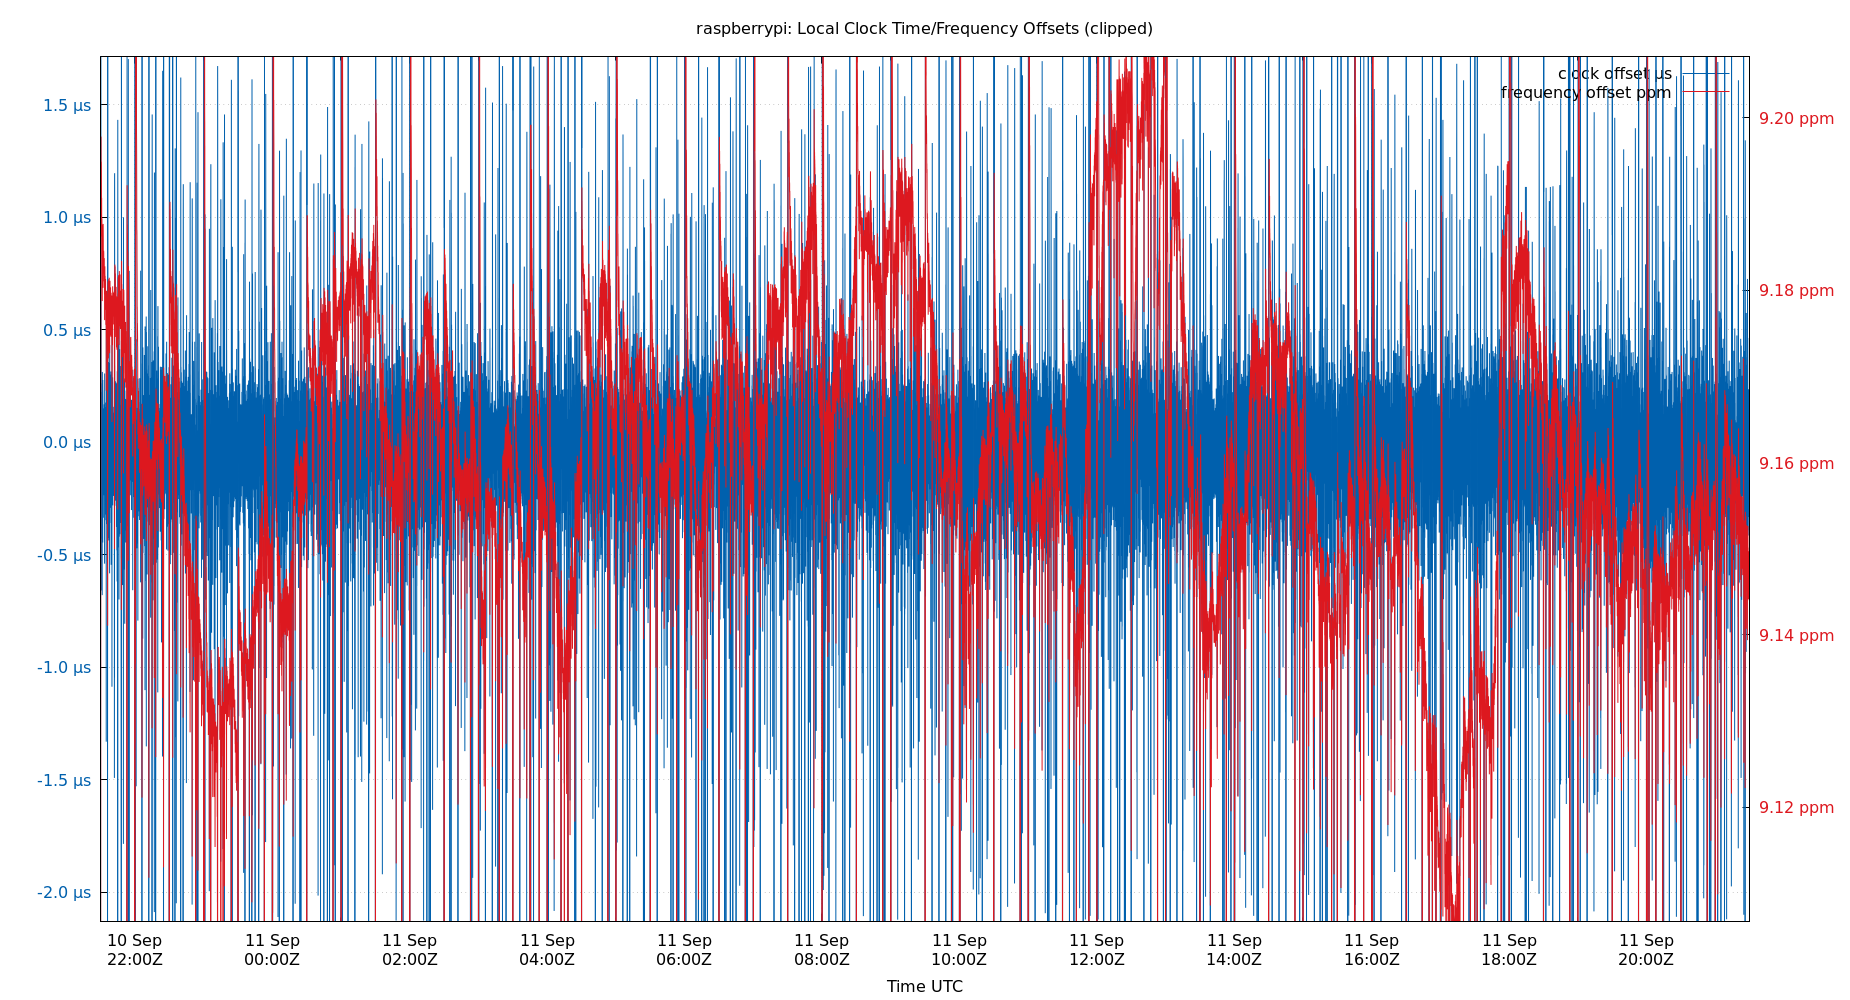 raspberrypi: Local Clock Time/Frequency Offsets (clipped)
clock offset µs
frequency offset ppm
1.5 µs
1.0 µs
0.5 µs
0.0 µs
-0.5 µs
-1.0 µs
-1.5 µs
-2.0 µs
9.20 ppm
9.18 ppm
9.16 ppm
9.14 ppm
9.12 ppm
10 Sep
22:00Z
11 Sep
00:00Z
11 Sep
02:00Z
11 Sep
04:00Z
11 Sep
06:00Z
11 Sep
08:00Z
11 Sep
10:00Z
11 Sep
12:00Z
11 Sep
14:00Z
11 Sep
16:00Z
11 Sep
18:00Z
11 Sep
20:00Z
Time UTC